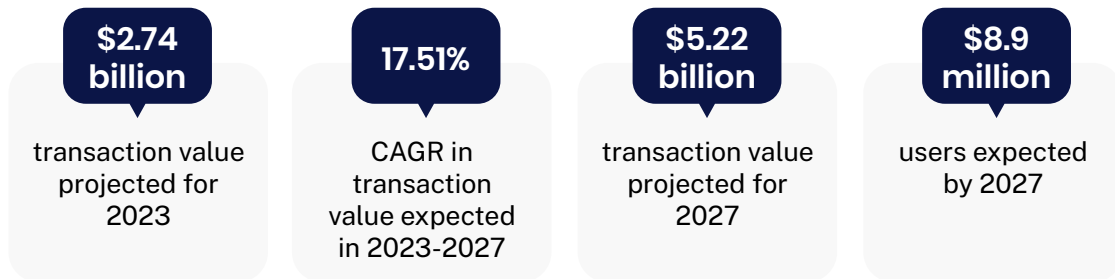 $2.74
billion
transaction value
projected for
2023
17.51%
CAGR in
transaction
value expected
in 2023-2027
$5.22
billion
transaction value
projected for
2027
$8.9
million
users expected
by 2027